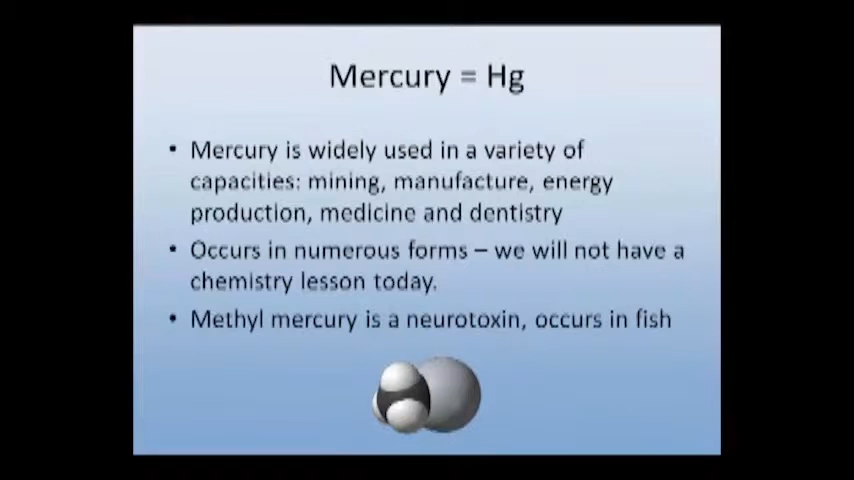 Mercury = Hg
• Mercury is widely used in a variety of
capacities: mining, manufacture, energy
production, medicine and dentistry
• Occurs in numerous forms – we will not have a
chemistry lesson today.
• Methyl mercury is a neurotoxin, occurs in fish